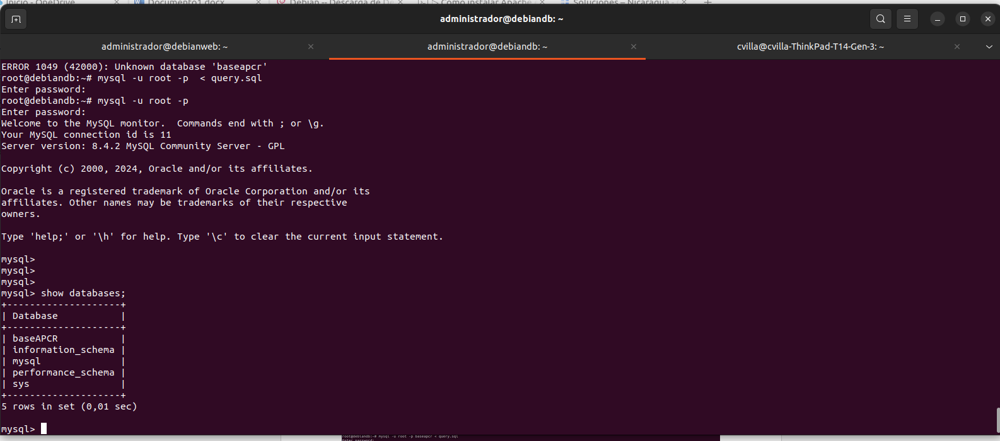 Inicio - OneDrive
Documento1.docx
Debian -- Descarga de De
Cómo instalar Apache
Soluciones – Nicaragua -
administrador@debiandb: ~
administrador@debianweb: ~
administrador@debiandb: ~
cvilla@cvilla-ThinkPad-T14-Gen-3: ~
ERROR 1049 (42000): Unknown database 'baseapcr'
root@debiandb:~# mysql -u root -p  < query.sql
Enter password:
root@debiandb:~# mysql -u root -p
Enter password:
Welcome to the MySQL monitor.  Commands end with ; or \g.
Your MySQL connection id is 11
Server version: 8.4.2 MySQL Community Server - GPL
Copyright (c) 2000, 2024, Oracle and/or its affiliates.
Oracle is a registered trademark of Oracle Corporation and/or its
affiliates. Other names may be trademarks of their respective
owners.
Type 'help;' or '\h' for help. Type '\c' to clear the current input statement.
mysql>
mysql>
mysql>
mysql> show databases;
+--------------------+
| Database           |
+--------------------+
| baseAPCR           |
| information_schema |
| mysql              |
| performance_schema |
| sys                |
+--------------------+
5 rows in set (0,01 sec)
mysql>
root@debiandb:~# mysql -u root -p baseapcr < query.sql
Enter password: